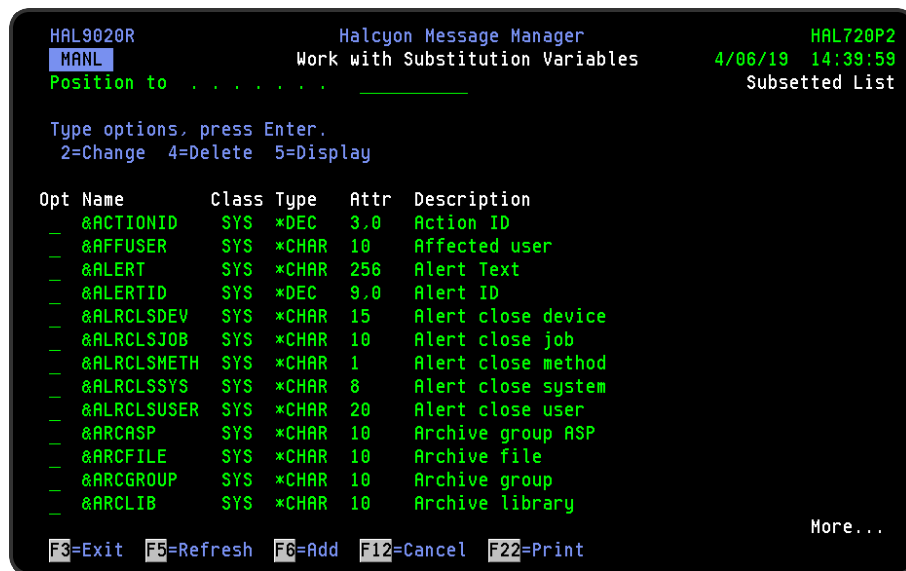 HAL9020R Halcyon Message Manager HAL720P2
MANL Work with Substitution Variables 4/06/19 14:39:59
Position to . . . . . . . __________ Subsetted List
Type options, press Enter.
2=Change 4=Delete 5=Display
Opt Name Class Type Attr Description
_ &ACTIONID SYS *DEC 3,0 Action ID
_ &AFFUSER SYS *CHAR 10 Affected user
_ &ALERT SYS *CHAR 256 Alert Text
_ &ALERTID SYS *DEC 9,0 Alert ID
_ &ALRCLSDEV SYS *CHAR 15 Alert close device
_ &ALRCLSJOB SYS *CHAR 10 Alert close job
_ &ALRCLSMETH SYS *CHAR 1 Alert close method
_ &ALRCLSSYS SYS *CHAR 8 Alert close system
_ &ALRCLSUSER SYS *CHAR 20 Alert close user
_ &ARCASP SYS *CHAR 10 Archive group ASP
_ &ARCFILE SYS *CHAR 10 Archive file
_ &ARCGROUP SYS *CHAR 10 Archive group
_ &ARCLIB SYS *CHAR 10 Archive library
More...
F3=Exit F5=Refresh F6=Add F12=Cancel F22=Print